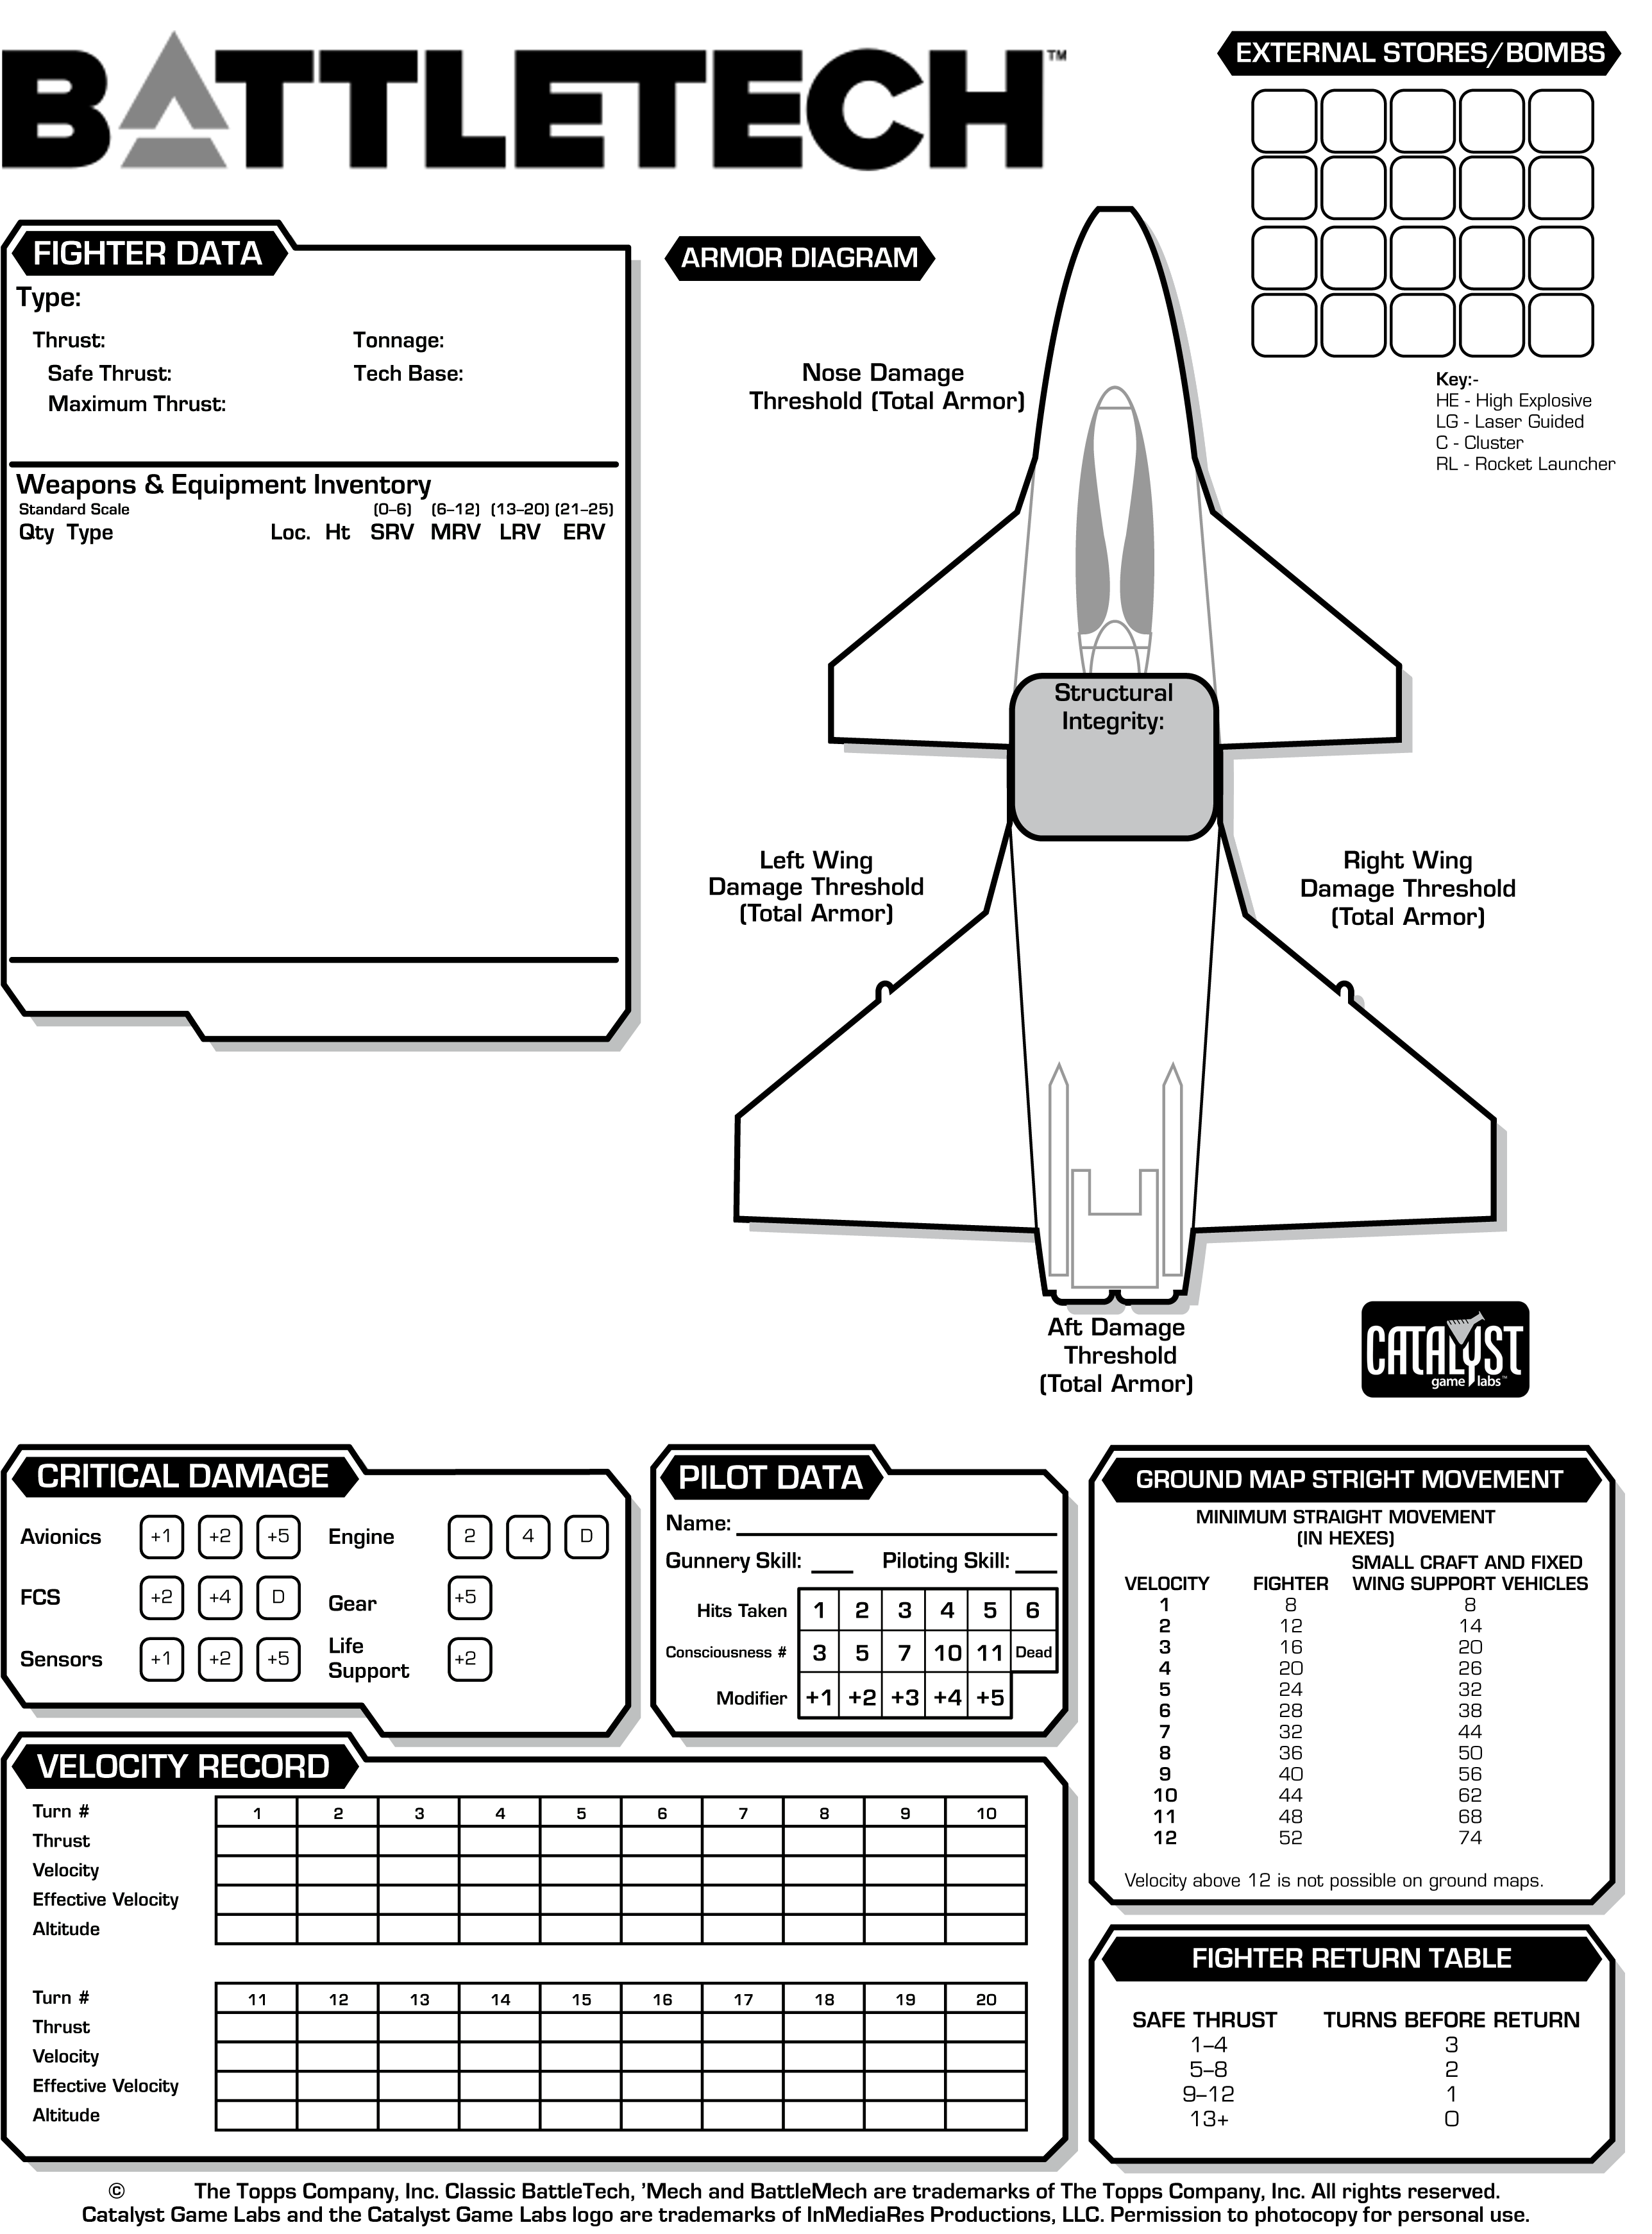 BATTLETECH™
EXTERNAL STORES/BOMBS
Key:-
HE - High Explosive
LG - Laser Guided
C - Cluster
RL - Rocket Launcher
FIGHTER DATA
Type:
Thrust: Tonnage:
Safe Thrust: Tech Base:
Maximum Thrust:
Weapons & Equipment Inventory
Standard Scale (0–6) (6–12) (13–20) (21–25)
Qty Type Loc. Ht SRV MRV LRV ERV
ARMOR DIAGRAM
Nose Damage
Threshold (Total Armor)
Structural
Integrity:
Left Wing
Damage Threshold
(Total Armor)
Right Wing
Damage Threshold
(Total Armor)
Aft Damage
Threshold
(Total Armor)
CATALYST
game labs™
CRITICAL DAMAGE
Avionics +1 +2 +5 Engine 2 4 D
FCS +2 +4 D Gear +5
Sensors +1 +2 +5 Life
Support +2
PILOT DATA
Name:
Gunnery Skill: Piloting Skill:
Hits Taken 1 2 3 4 5 6
Consciousness # 3 5 7 10 11 Dead
Modifier +1 +2 +3 +4 +5
GROUND MAP STRIGHT MOVEMENT
MINIMUM STRAIGHT MOVEMENT
(IN HEXES)
SMALL CRAFT AND FIXED
VELOCITY FIGHTER WING SUPPORT VEHICLES
1 8 8
2 12 14
3 16 20
4 20 26
5 24 32
6 28 38
7 32 44
8 36 50
9 40 56
10 44 62
11 48 68
12 52 74
Velocity above 12 is not possible on ground maps.
VELOCITY RECORD
Turn # 1 2 3 4 5 6 7 8 9 10
Thrust
Velocity
Effective Velocity
Altitude
Turn # 11 12 13 14 15 16 17 18 19 20
Thrust
Velocity
Effective Velocity
Altitude
FIGHTER RETURN TABLE
SAFE THRUST TURNS BEFORE RETURN
1–4 3
5–8 2
9–12 1
13+ 0
© The Topps Company, Inc. Classic BattleTech, 'Mech and BattleMech are trademarks of The Topps Company, Inc. All rights reserved.
Catalyst Game Labs and the Catalyst Game Labs logo are trademarks of InMediaRes Productions, LLC. Permission to photocopy for personal use.